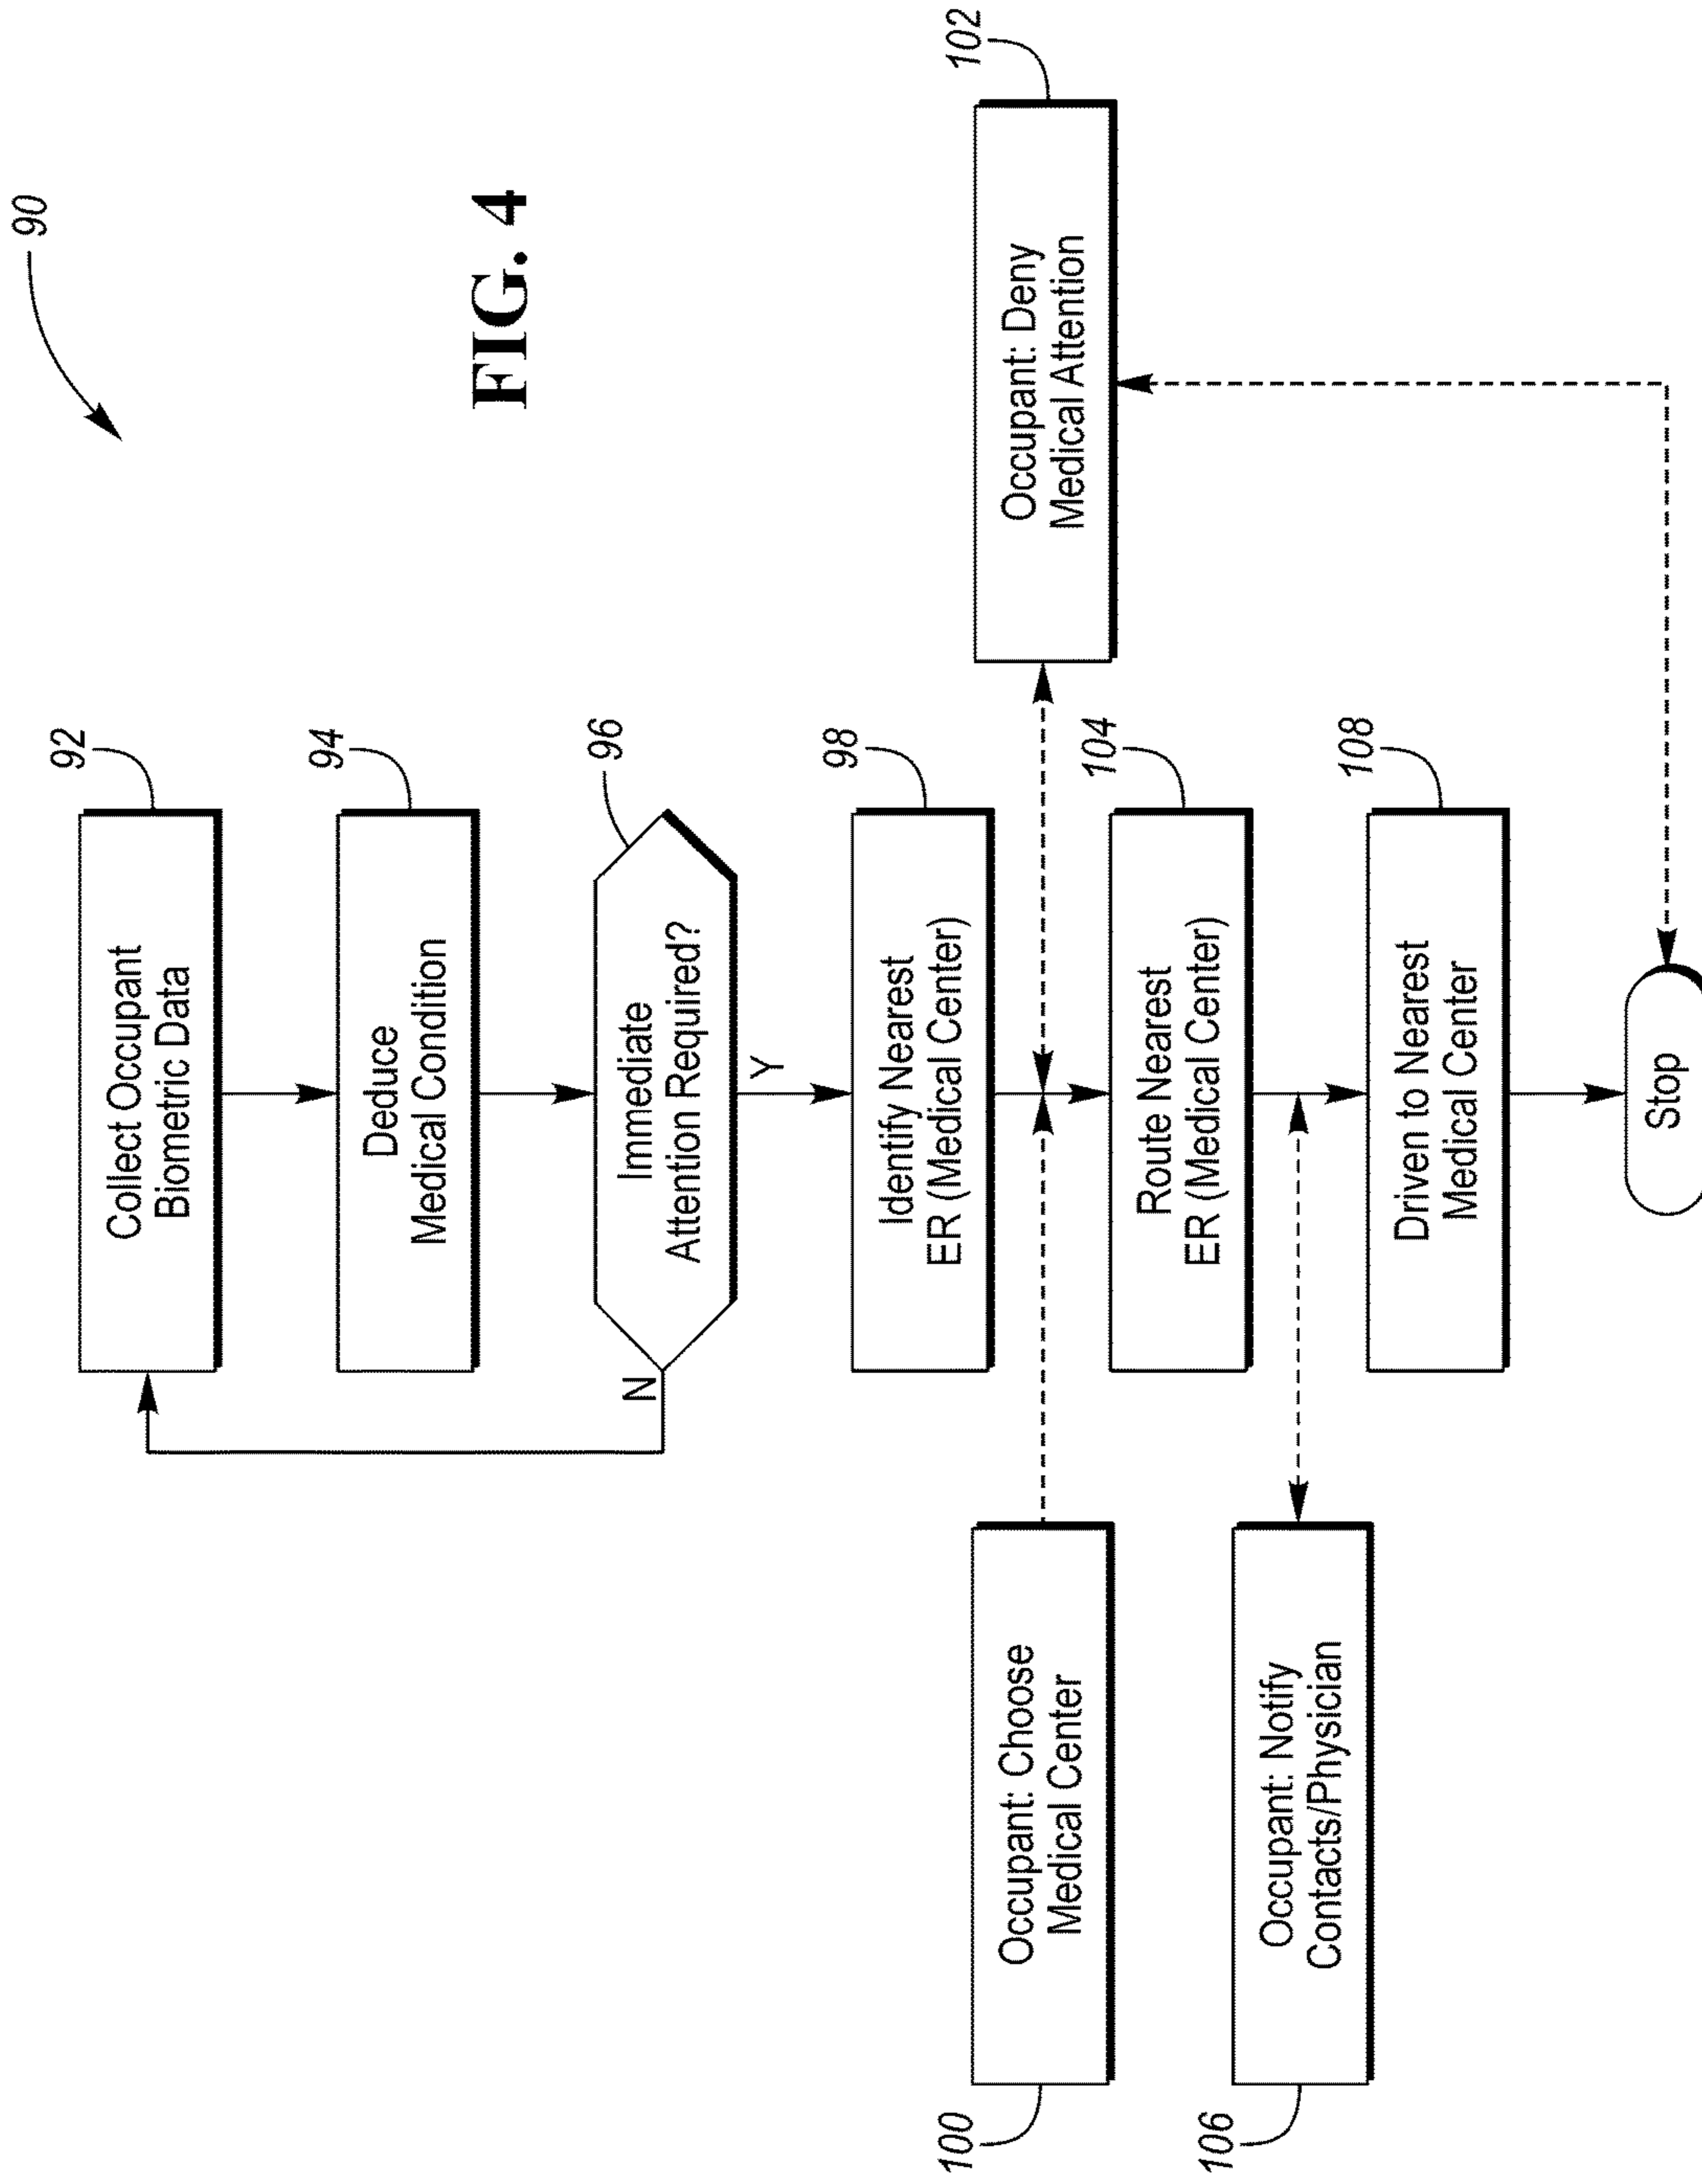 90
FIG. 4
92
Collect Occupant
Biometric Data
94
Deduce
Medical Condition
96
Immediate
Attention Required?
N
Y
98
Identify Nearest
ER (Medical Center)
100
Occupant: Choose
Medical Center
102
Occupant: Deny
Medical Attention
104
Route Nearest
ER (Medical Center)
106
Occupant: Notify
Contacts/Physician
108
Driven to Nearest
Medical Center
Stop